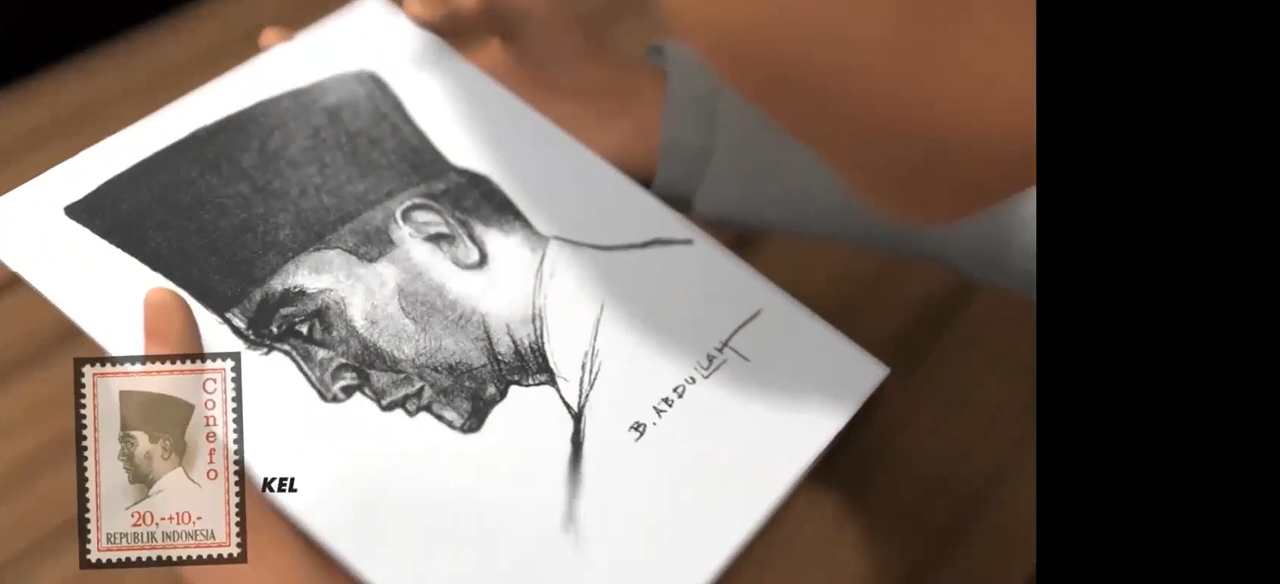 B. ABDULLAH
Conefo
20,-+10,-
REPUBLIK INDONESIA
KEL